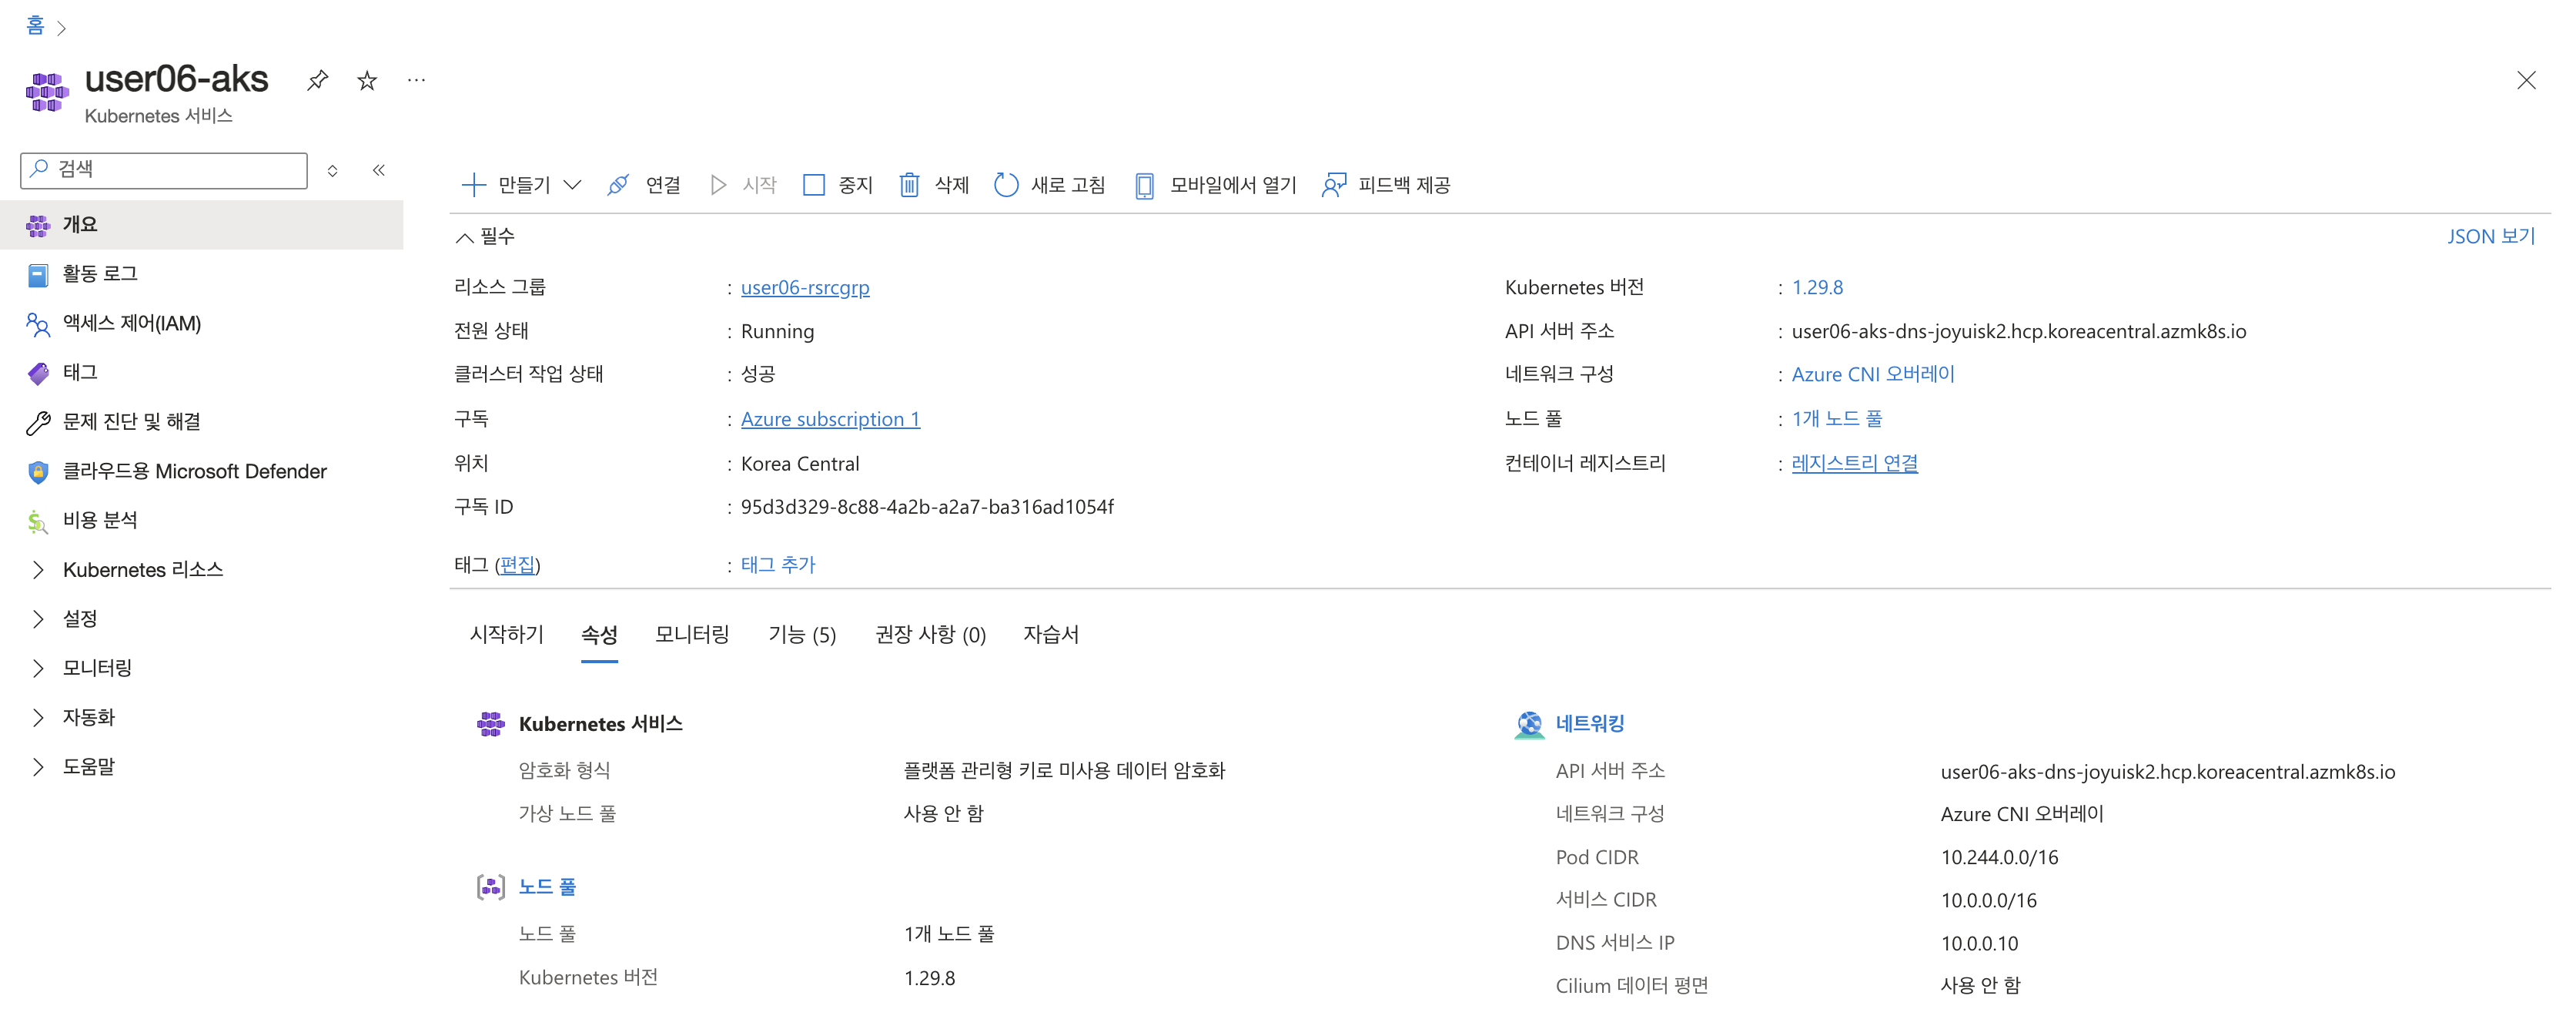 홈
user06-aks
Kubernetes 서비스
검색
개요
활동 로그
액세스 제어(IAM)
태그
문제 진단 및 해결
클라우드용 Microsoft Defender
비용 분석
Kubernetes 리소스
설정
모니터링
자동화
도움말
만들기 연결 시작 중지 삭제 새로 고침 모바일에서 열기 피드백 제공
필수 JSON 보기
리소스 그룹 : user06-rsrcgrp
전원 상태 : Running
클러스터 작업 상태 : 성공
구독 : Azure subscription 1
위치 : Korea Central
구독 ID : 95d3d329-8c88-4a2b-a2a7-ba316ad1054f
Kubernetes 버전 : 1.29.8
API 서버 주소 : user06-aks-dns-joyuisk2.hcp.koreacentral.azmk8s.io
네트워크 구성 : Azure CNI 오버레이
노드 풀 : 1개 노드 풀
컨테이너 레지스트리 : 레지스트리 연결
태그 (편집) : 태그 추가
시작하기 속성 모니터링 기능 (5) 권장 사항 (0) 자습서
Kubernetes 서비스
암호화 형식 플랫폼 관리형 키로 미사용 데이터 암호화
가상 노드 풀 사용 안 함
노드 풀
노드 풀 1개 노드 풀
Kubernetes 버전 1.29.8
네트워킹
API 서버 주소 user06-aks-dns-joyuisk2.hcp.koreacentral.azmk8s.io
네트워크 구성 Azure CNI 오버레이
Pod CIDR 10.244.0.0/16
서비스 CIDR 10.0.0.0/16
DNS 서비스 IP 10.0.0.10
Cilium 데이터 평면 사용 안 함